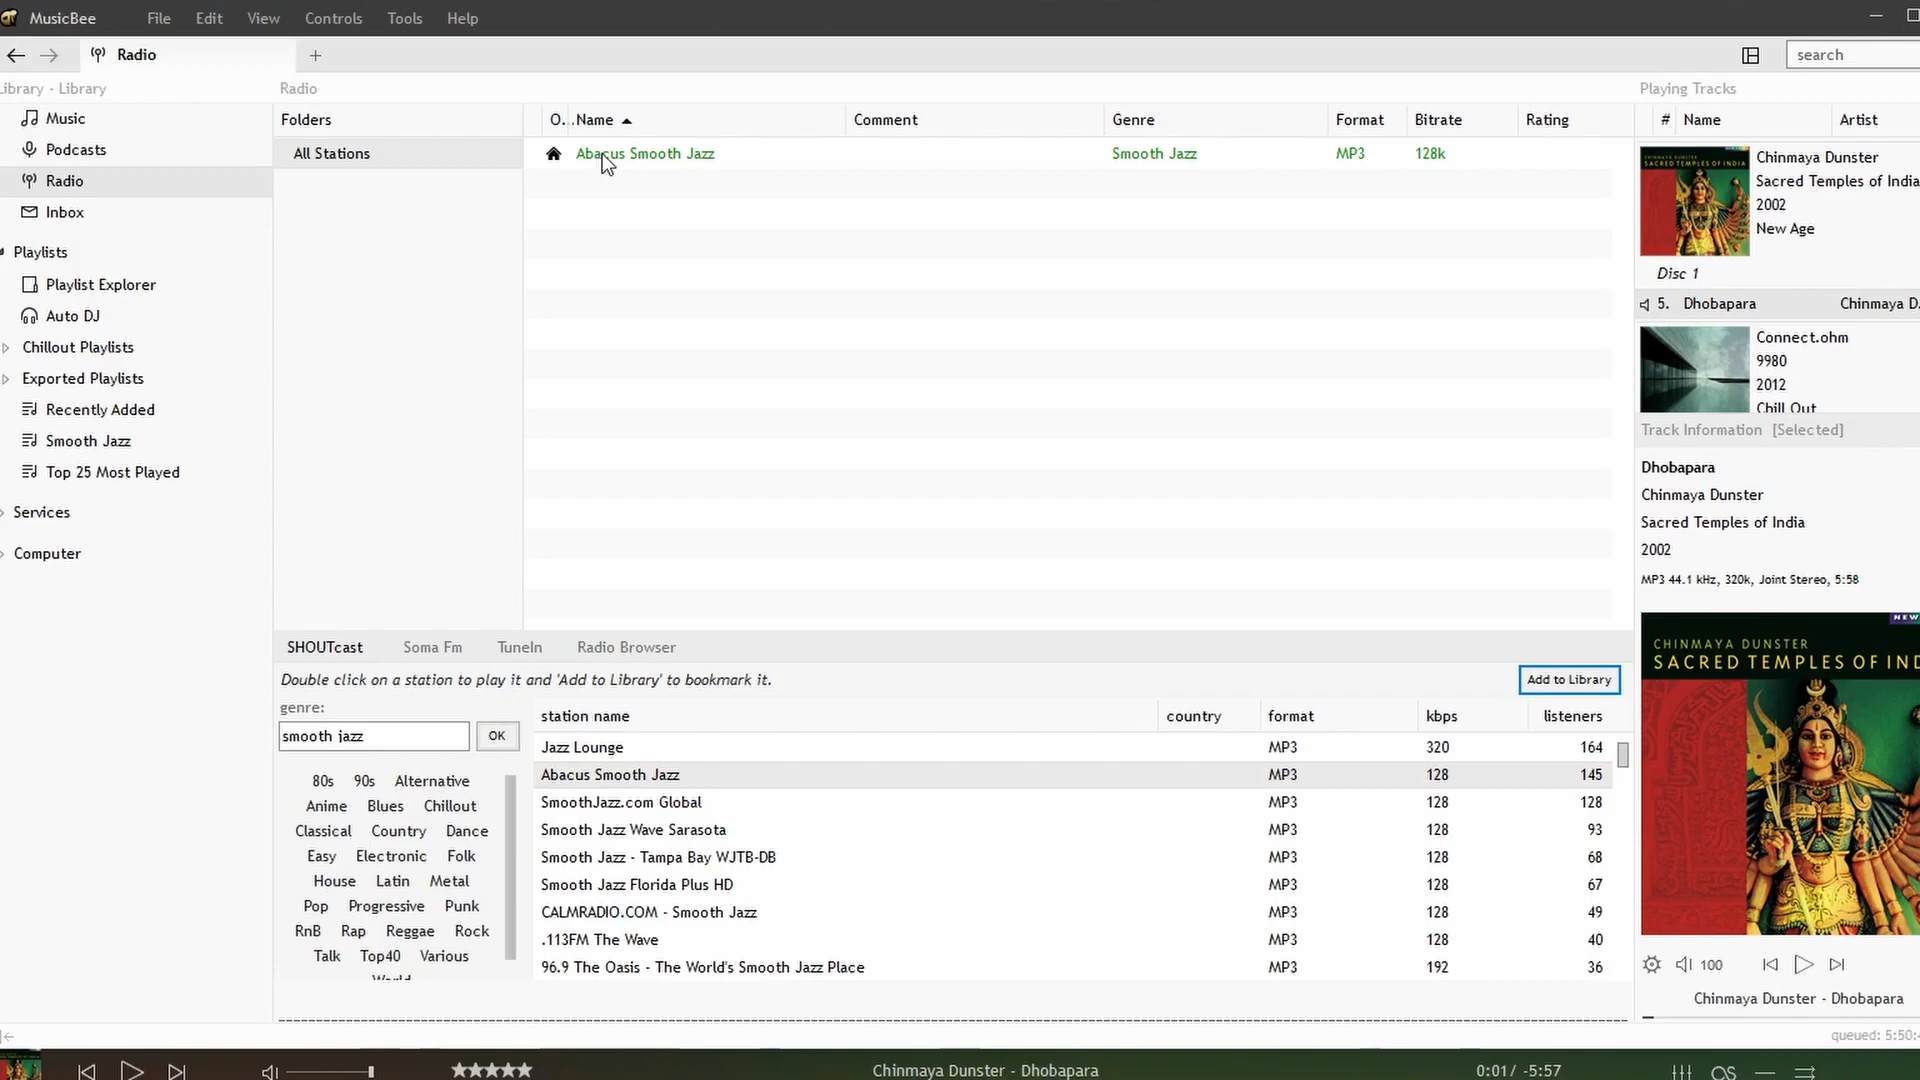 MusicBee File Edit View Controls Tools Help
Radio + search
Library - Library
Music
Podcasts
Radio
Inbox
Playlists
Playlist Explorer
Auto DJ
Chillout Playlists
Exported Playlists
Recently Added
Smooth Jazz
Top 25 Most Played
Services
Computer
Radio
Folders
All Stations
O... Name Comment Genre Format Bitrate Rating
Abacus Smooth Jazz Smooth Jazz MP3 128k
SHOUTcast Soma Fm TuneIn Radio Browser
Double click on a station to play it and 'Add to Library' to bookmark it.
Add to Library
genre:
smooth jazz OK
80s 90s Alternative
Anime Blues Chillout
Classical Country Dance
Easy Electronic Folk
House Latin Metal
Pop Progressive Punk
RnB Rap Reggae Rock
Talk Top40 Various
World
station name country format kbps listeners
Jazz Lounge MP3 320 164
Abacus Smooth Jazz MP3 128 145
SmoothJazz.com Global MP3 128 128
Smooth Jazz Wave Sarasota MP3 128 93
Smooth Jazz - Tampa Bay WJTB-DB MP3 128 68
Smooth Jazz Florida Plus HD MP3 128 67
CALMRADIO.COM - Smooth Jazz MP3 128 49
.113FM The Wave MP3 128 40
96.9 The Oasis - The World's Smooth Jazz Place MP3 192 36
Playing Tracks
# Name Artist
Chinmaya Dunster
Sacred Temples of India
2002
New Age
Disc 1
5. Dhobapara Chinmaya D.
Connect.ohm
9980
2012
Chill Out
Track Information [Selected]
Dhobapara
Chinmaya Dunster
Sacred Temples of India
2002
MP3 44.1 kHz, 320k, Joint Stereo, 5:58
NEW
CHINMAYA DUNSTER
SACRED TEMPLES OF IND
100
Chinmaya Dunster - Dhobapara
queued: 5:50:
Chinmaya Dunster - Dhobapara 0:01/ -5:57